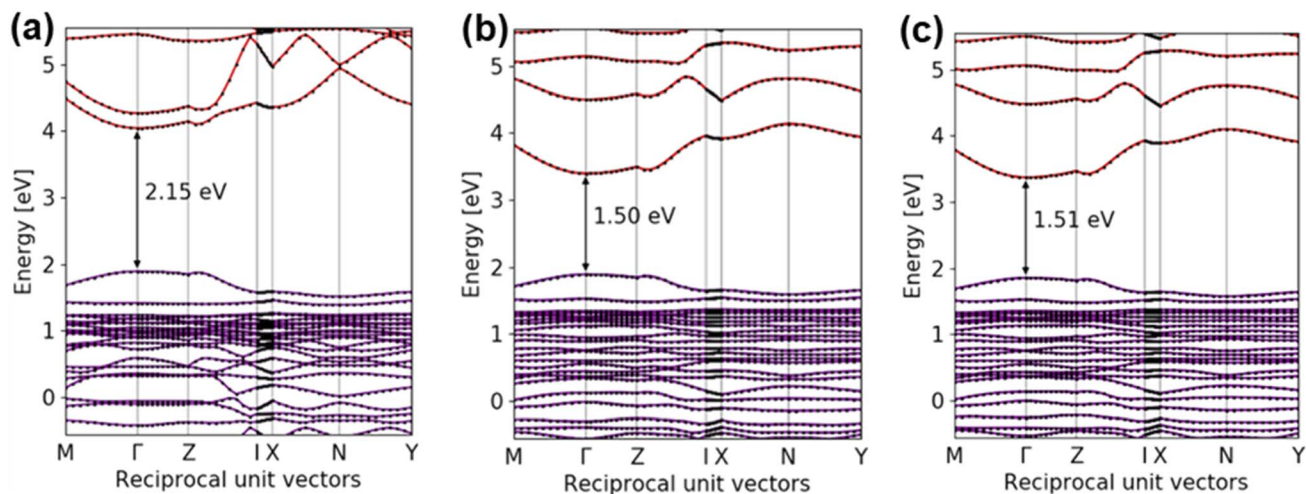 (a)
Energy [eV]
5
4
3
2
1
0
2.15 eV
M Γ Z I X N Y
Reciprocal unit vectors
(b)
Energy [eV]
5
4
3
2
1
0
1.50 eV
M Γ Z I X N Y
Reciprocal unit vectors
(c)
Energy [eV]
5
4
3
2
1
0
1.51 eV
M Γ Z I X N Y
Reciprocal unit vectors